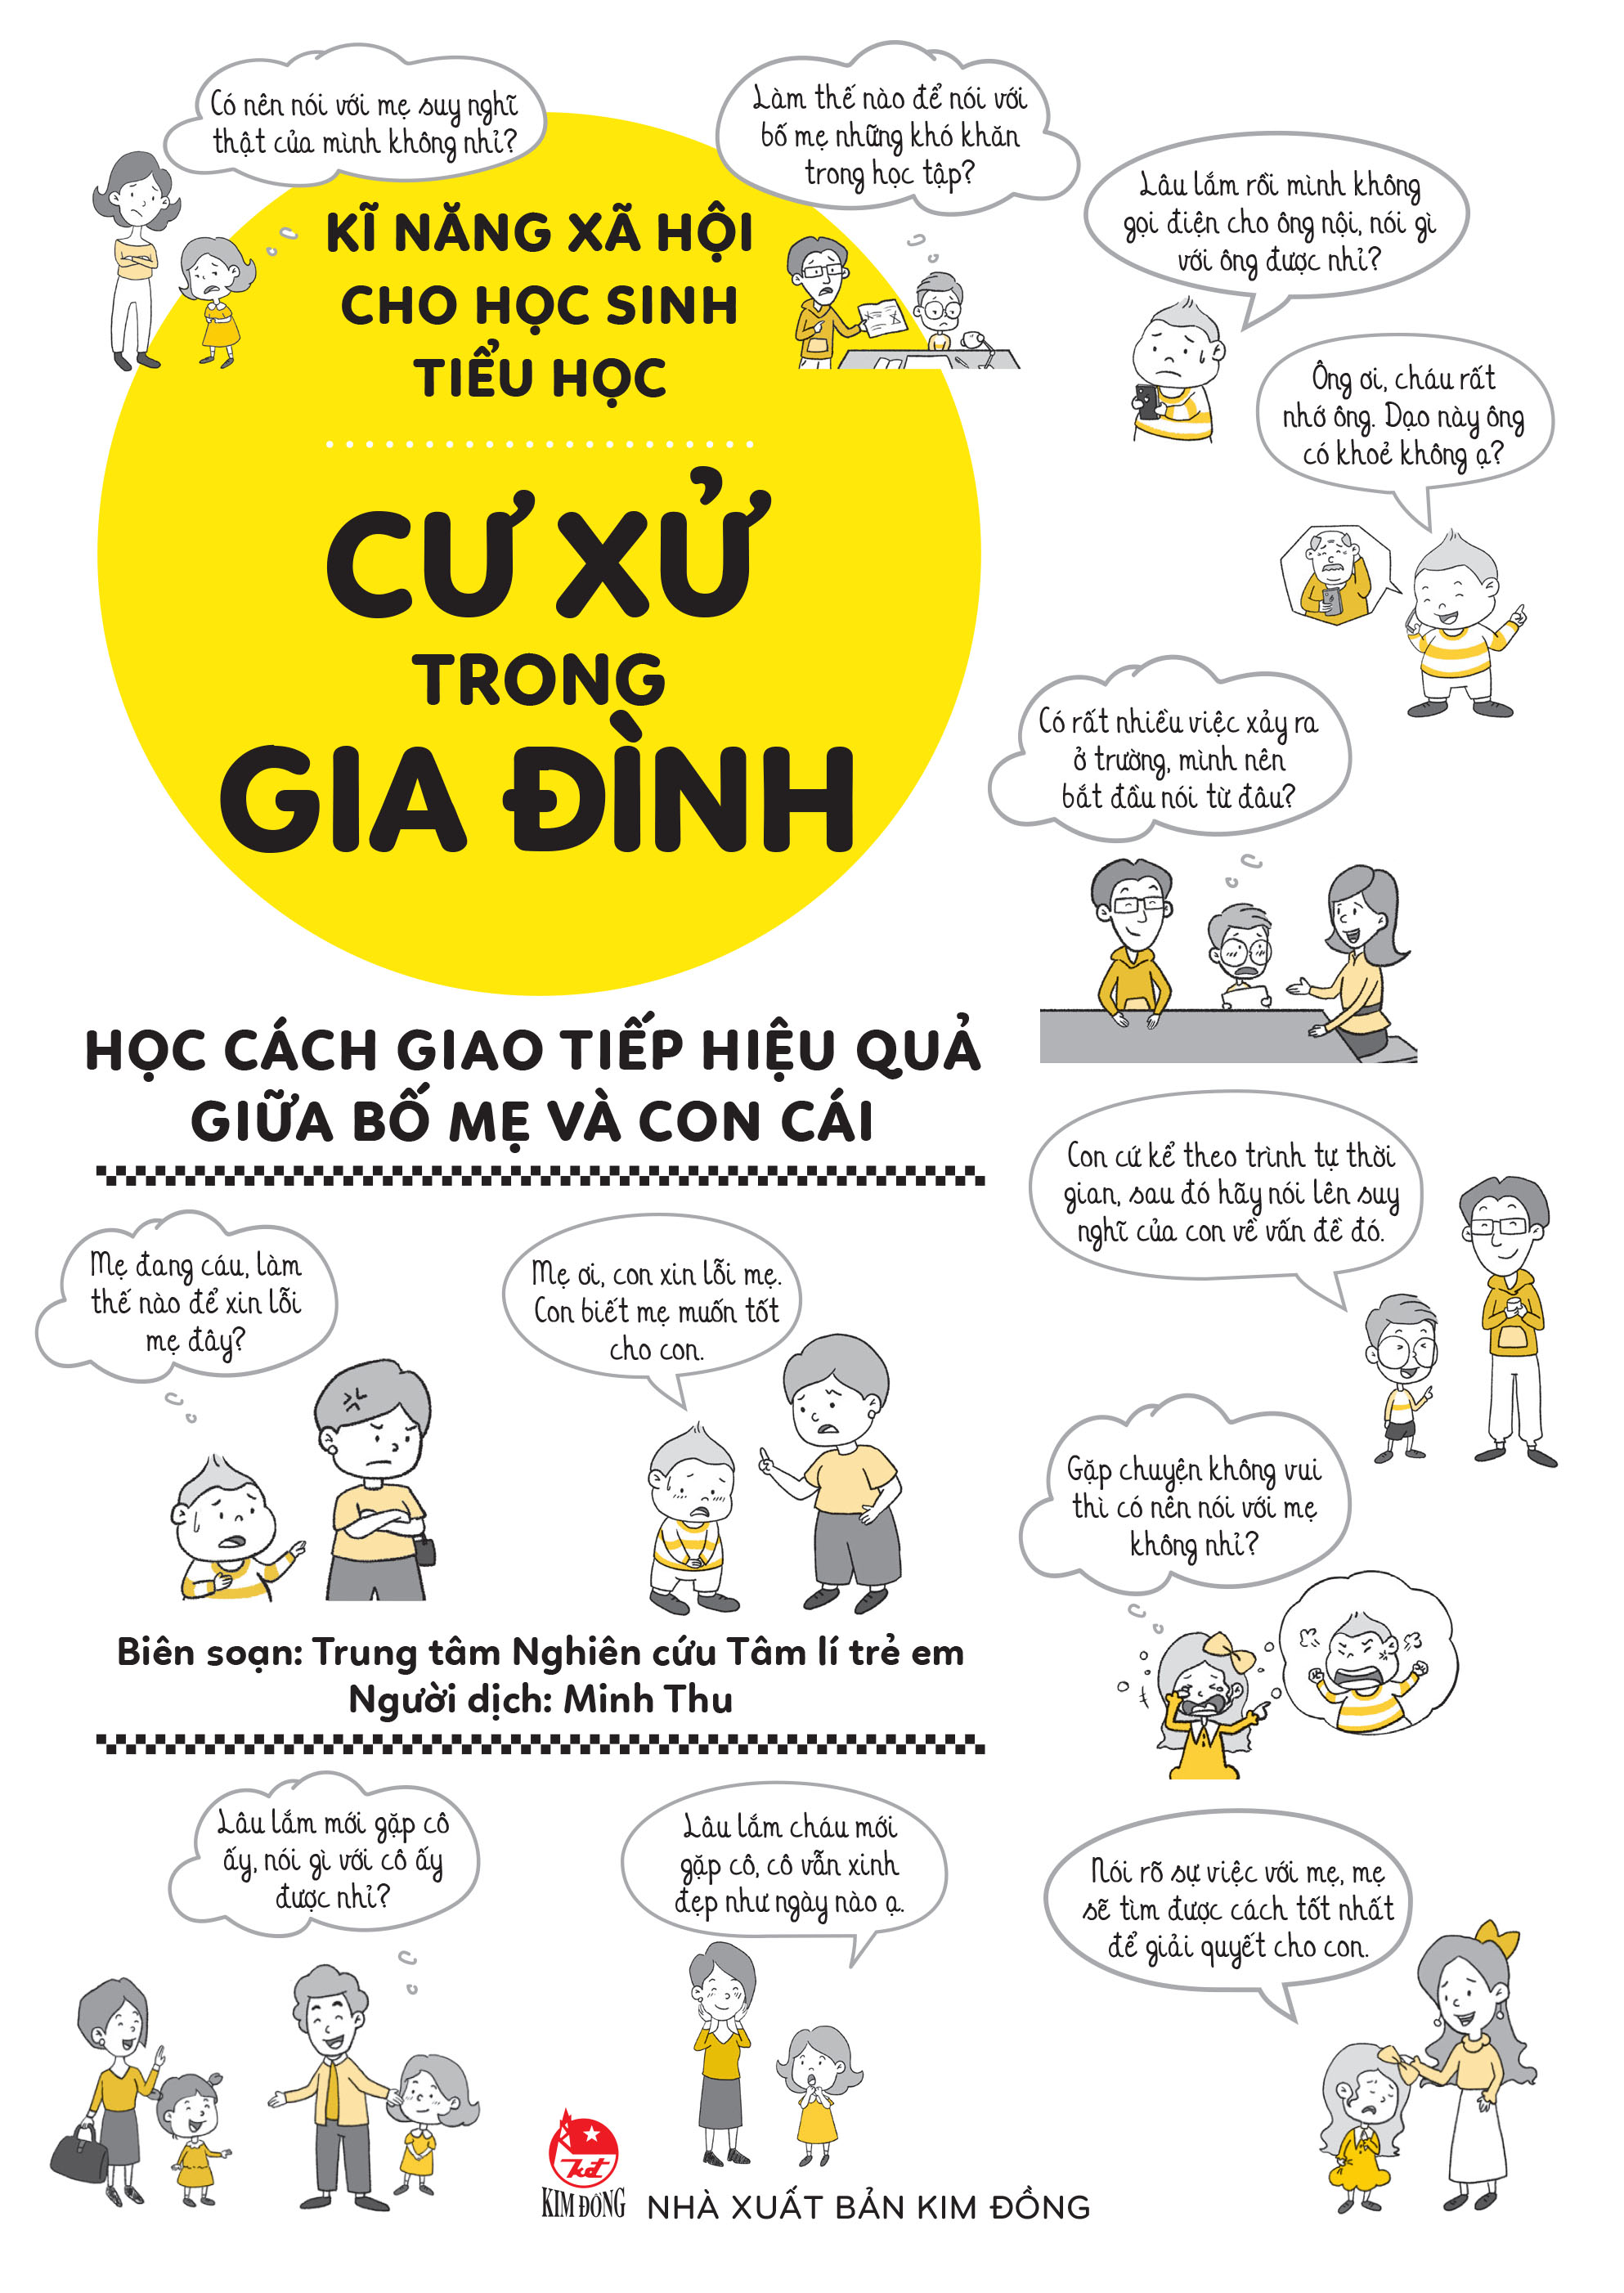 Có nên nói với mẹ suy nghĩ
thật của mình không nhỉ?
Làm thế nào để nói với
bố mẹ những khó khăn
trong học tập?
Lâu lắm rồi mình không
gọi điện cho ông nội, nói gì
với ông được nhỉ?
KĨ NĂNG XÃ HỘI
CHO HỌC SINH
TIỂU HỌC
Ông ơi, cháu rất
nhớ ông. Dạo này ông
có khoẻ không ạ?
CƯ XỬ
TRONG
GIA ĐÌNH
Có rất nhiều việc xảy ra
ở trường, mình nên
bắt đầu nói từ đâu?
HỌC CÁCH GIAO TIẾP HIỆU QUẢ
GIỮA BỐ MẸ VÀ CON CÁI
Con cứ kể theo trình tự thời
gian, sau đó hãy nói lên suy
nghĩ của con về vấn đề đó.
Mẹ đang cáu, làm
thế nào để xin lỗi
mẹ đây?
Mẹ ơi, con xin lỗi mẹ.
Con biết mẹ muốn tốt
cho con.
Gặp chuyện không vui
thì có nên nói với mẹ
không nhỉ?
Biên soạn: Trung tâm Nghiên cứu Tâm lí trẻ em
Người dịch: Minh Thu
Lâu lắm mới gặp cô
ấy, nói gì với cô ấy
được nhỉ?
Lâu lắm cháu mới
gặp cô, cô vẫn xinh
đẹp như ngày nào ạ.
Nói rõ sự việc với mẹ, mẹ
sẽ tìm được cách tốt nhất
để giải quyết cho con.
Kđ
KIM ĐỒNG
NHÀ XUẤT BẢN KIM ĐỒNG